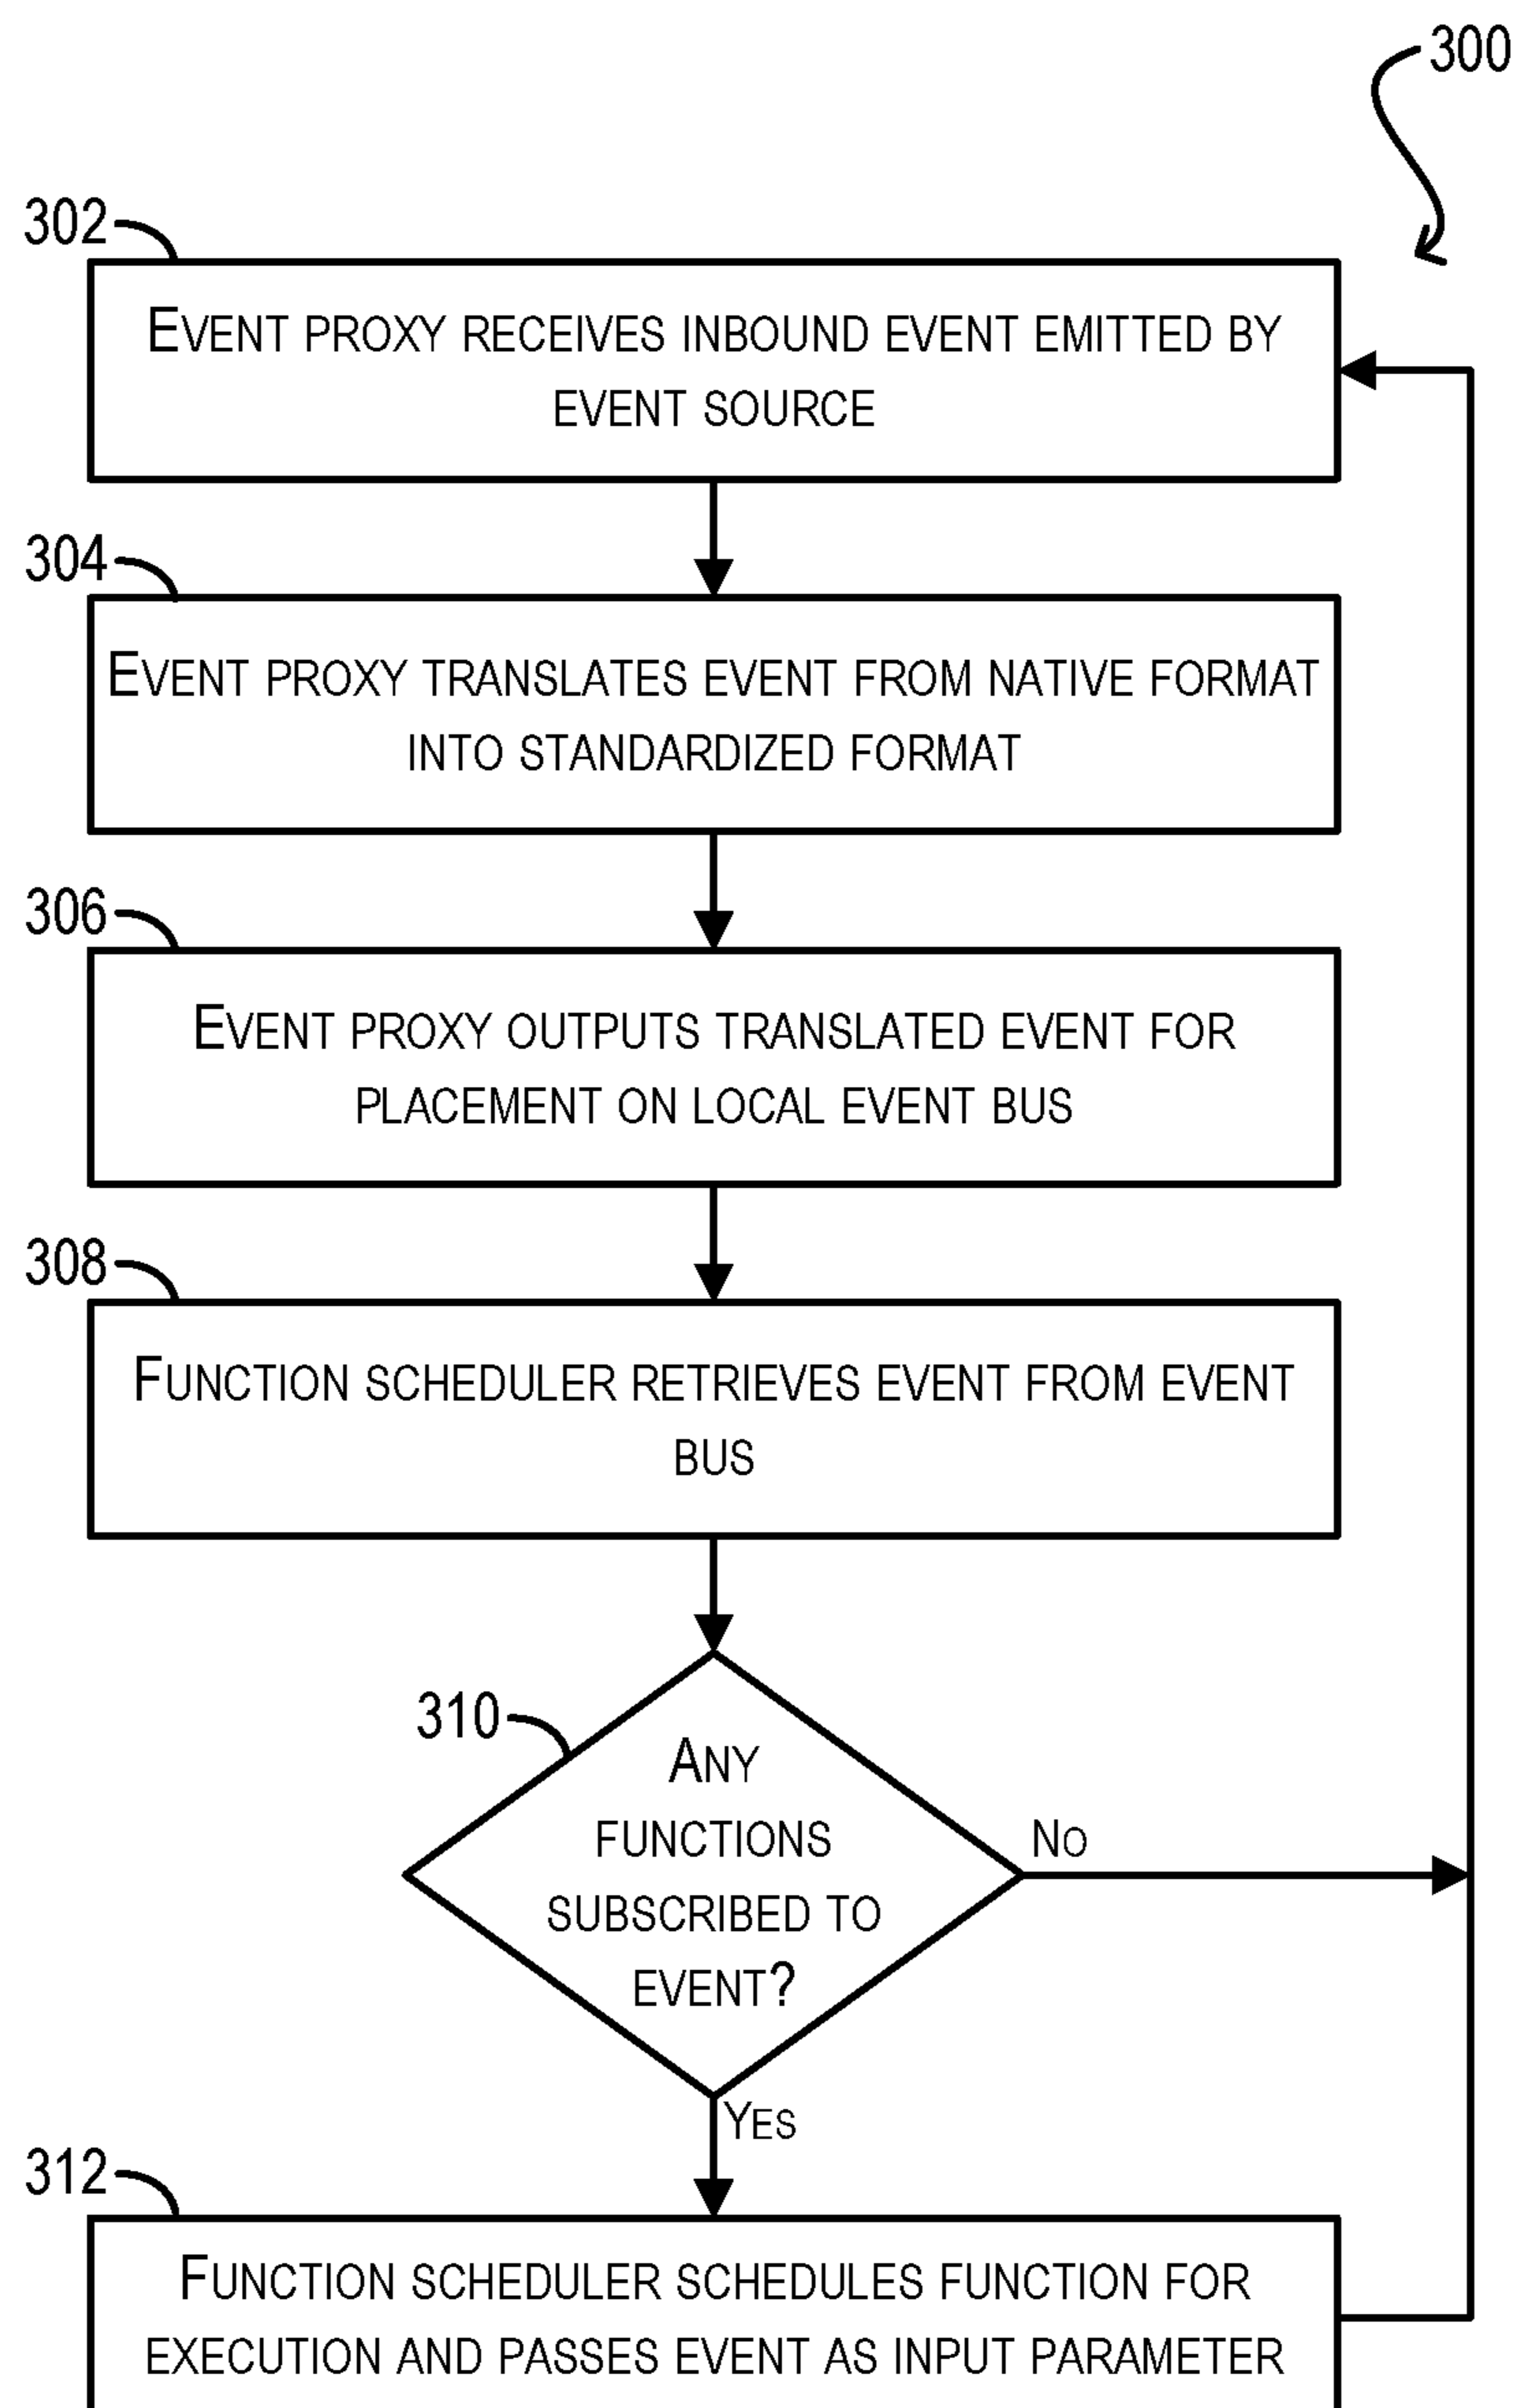 300
302
Event proxy receives inbound event emitted by
event source
304
Event proxy translates event from native format
into standardized format
306
Event proxy outputs translated event for
placement on local event bus
308
Function scheduler retrieves event from event
bus
310
Any
functions
subscribed to
event?
No
Yes
312
Function scheduler schedules function for
execution and passes event as input parameter